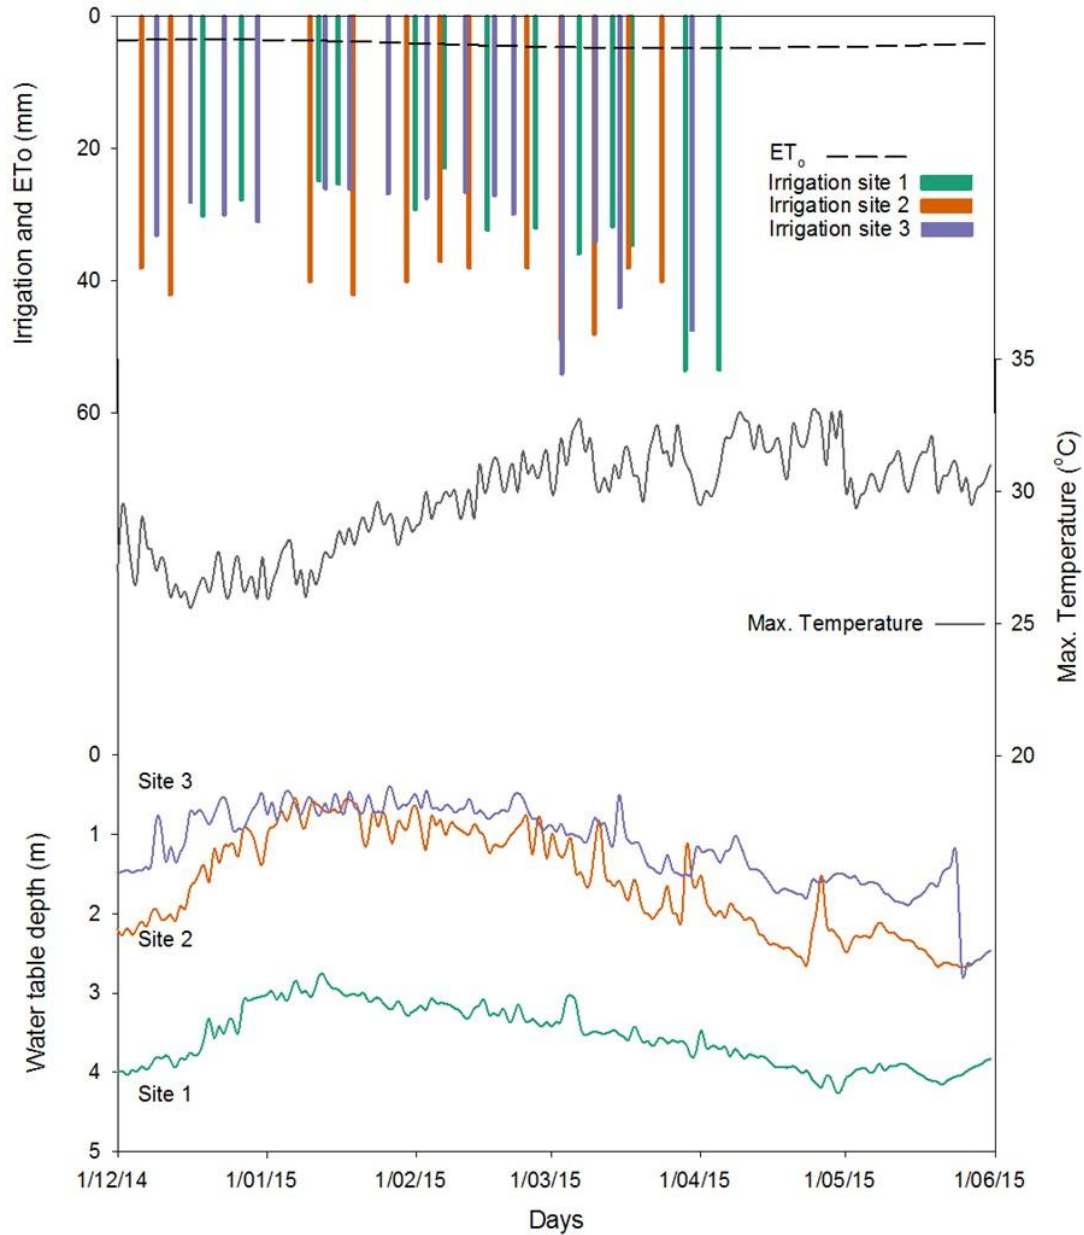 0
20
40
60
Irrigation and ETo (mm)
ETo
Irrigation site 1
Irrigation site 2
Irrigation site 3
35
30
25
20
Max. Temperature (oC)
Max. Temperature
0
1
2
3
4
5
Water table depth (m)
Site 3
Site 2
Site 1
1/12/14 1/01/15 1/02/15 1/03/15 1/04/15 1/05/15 1/06/15
Days